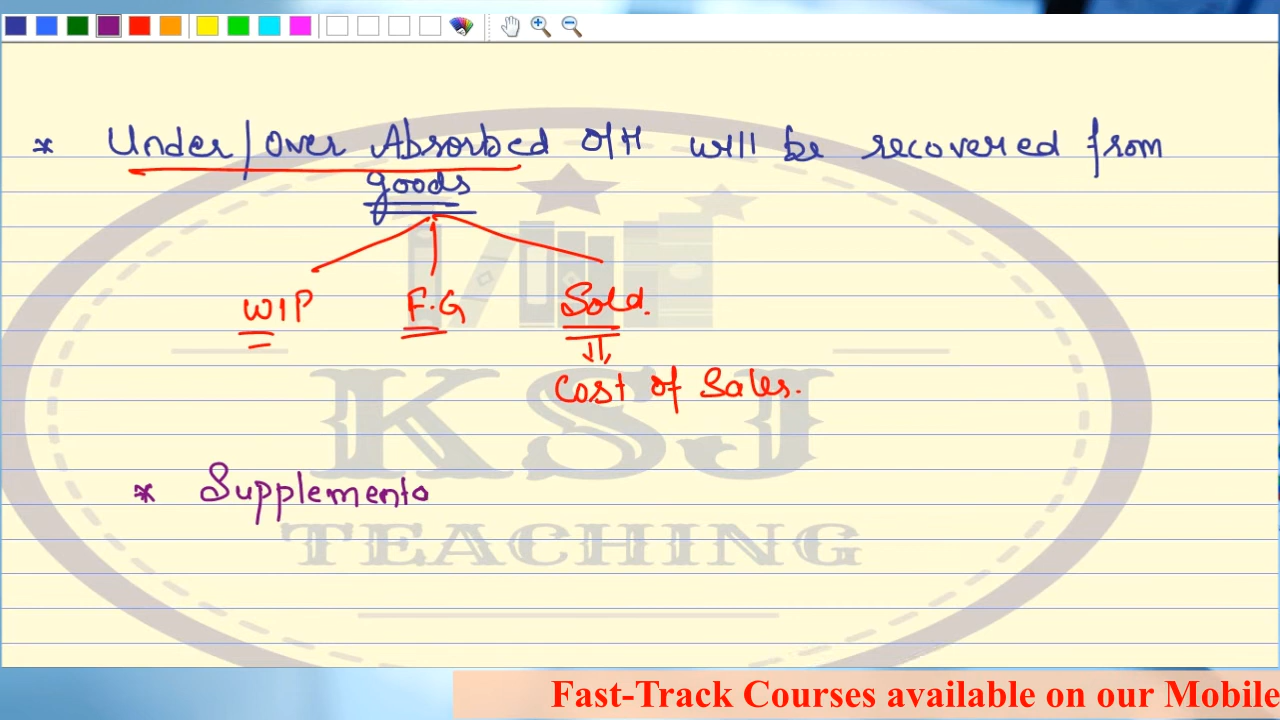 * Under/Over Absorbed O/H will be recovered from
goods
WIP F.G Sold.
Cost of Sales.
* Supplementa
KSJ
TEACHING
Fast-Track Courses available on our Mobile